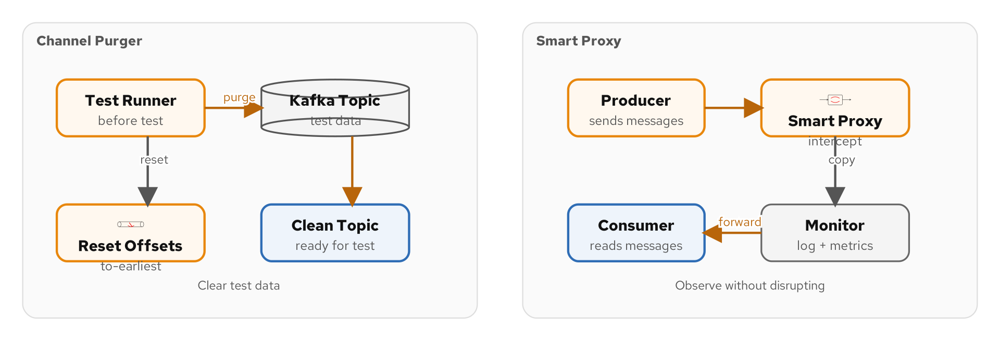 Channel Purger
Test Runner
before test
purge
Kafka Topic
test data
reset
Reset Offsets
to-earliest
Clean Topic
ready for test
Clear test data
Smart Proxy
Producer
sends messages
Smart Proxy
intercept
copy
Consumer
reads messages
forward
Monitor
log + metrics
Observe without disrupting